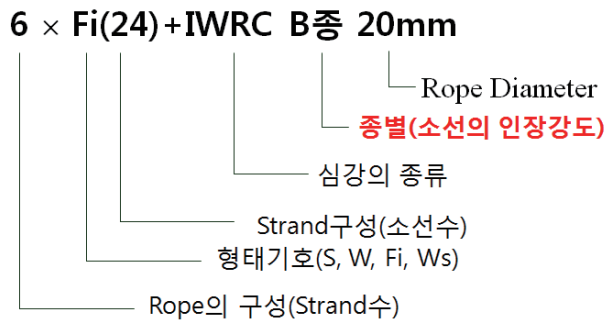 6 × Fi(24)+IWRC B종 20mm
Rope Diameter
종별(소선의 인장강도)
심강의 종류
Strand구성(소선수)
형태기호(S, W, Fi, Ws)
Rope의 구성(Strand수)